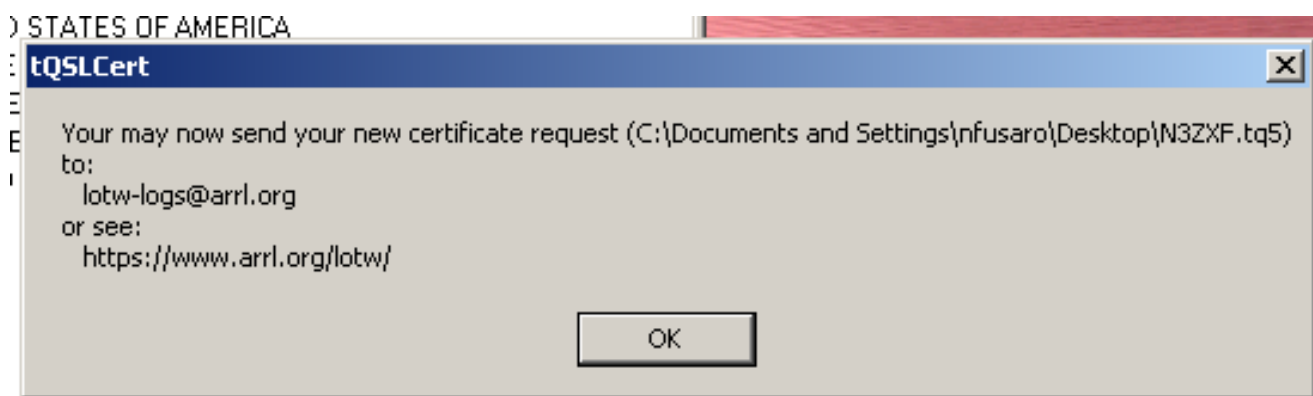 STATES OF AMERICA
tQSLCert
Your may now send your new certificate request (C:\Documents and Settings\nfusaro\Desktop\N3ZXF.tq5)
to:
lotw-logs@arrl.org
or see:
https://www.arrl.org/lotw/
OK